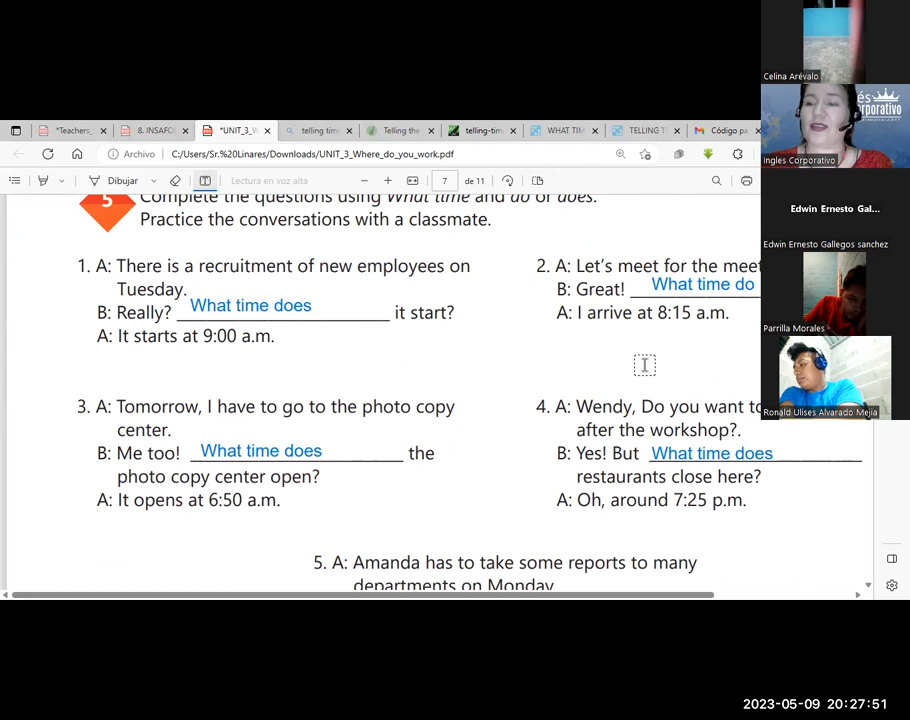 *Teachers_
8. INSAFOR
*UNIT_3_W
telling time
Telling the
telling-time
WHAT TIM
TELLING T
Código pa
Archivo
C:/Users/Sr.%20Linares/Downloads/UNIT_3_Where_do_you_work.pdf
Dibujar
Lectura en voz alta
7
de 11
5
Complete the questions using What time and do or does.
Practice the conversations with a classmate.
1. A: There is a recruitment of new employees on
Tuesday.
B: Really? What time does it start?
A: It starts at 9:00 a.m.
2. A: Let's meet for the meet
B: Great! What time do
A: I arrive at 8:15 a.m.
3. A: Tomorrow, I have to go to the photo copy
center.
B: Me too! What time does the
photo copy center open?
A: It opens at 6:50 a.m.
4. A: Wendy, Do you want to
after the workshop?.
B: Yes! But What time does
restaurants close here?
A: Oh, around 7:25 p.m.
5. A: Amanda has to take some reports to many
departments on Monday
Celina Arévalo
és
rporativo
Ingles Corporativo
Edwin Ernesto Gal...
Edwin Ernesto Gallegos sanchez
Parrilla Morales
Ronald Ulises Alvarado Mejia
2023-05-09 20:27:51